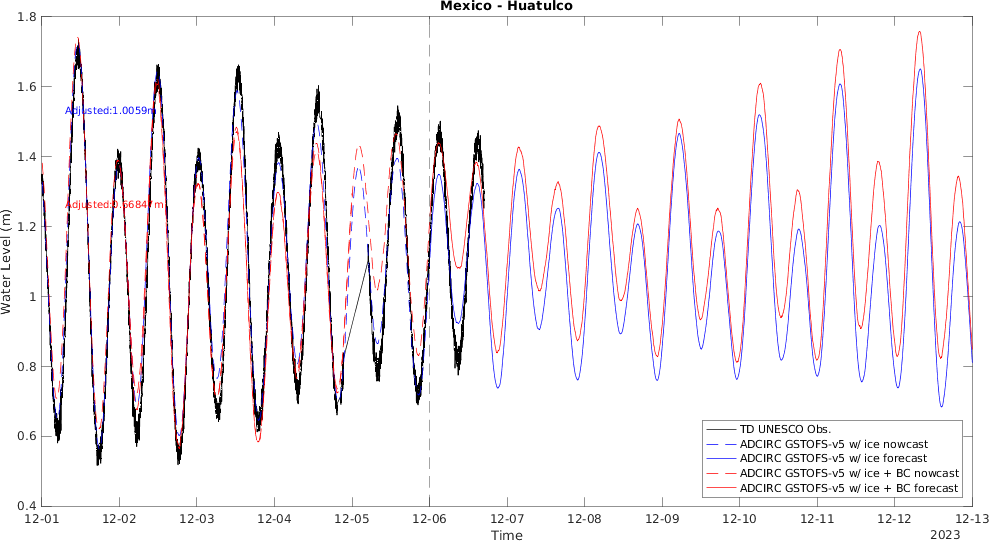 Mexico - Huatulco
1.8
1.6
1.4
1.2
1
0.8
0.6
0.4
Water Level (m)
Adjusted:1.0059m
TD UNESCO Obs.
ADCIRC GSTOFS-v5 w/ ice nowcast
ADCIRC GSTOFS-v5 w/ ice forecast
ADCIRC GSTOFS-v5 w/ ice + BC nowcast
ADCIRC GSTOFS-v5 w/ ice + BC forecast
12-01 12-02 12-03 12-04 12-05 12-06 12-07 12-08 12-09 12-10 12-11 12-12 12-13
Time
2023